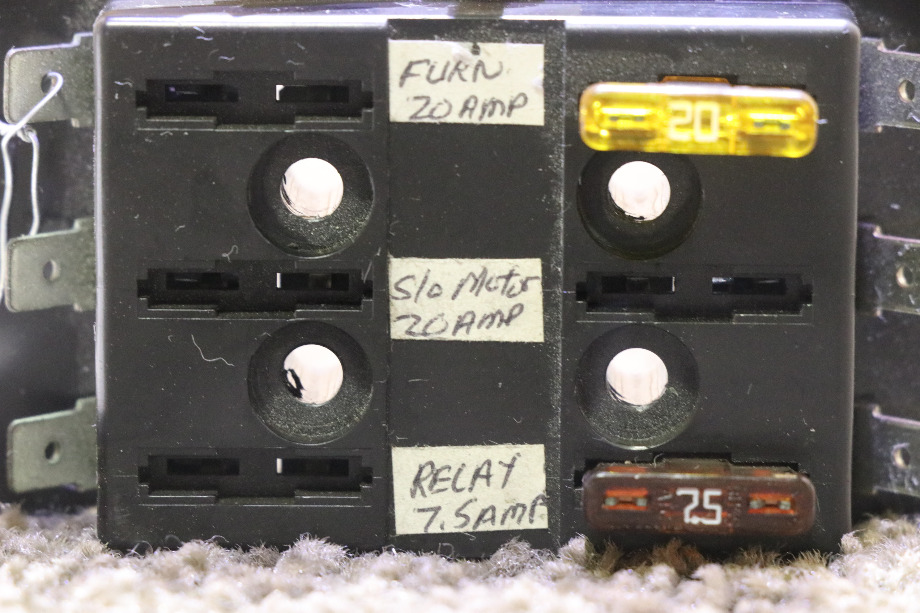 FURN
20 AMP
20
S/o Motor
20 AMP
RELAY
7.5 AMP
7.5